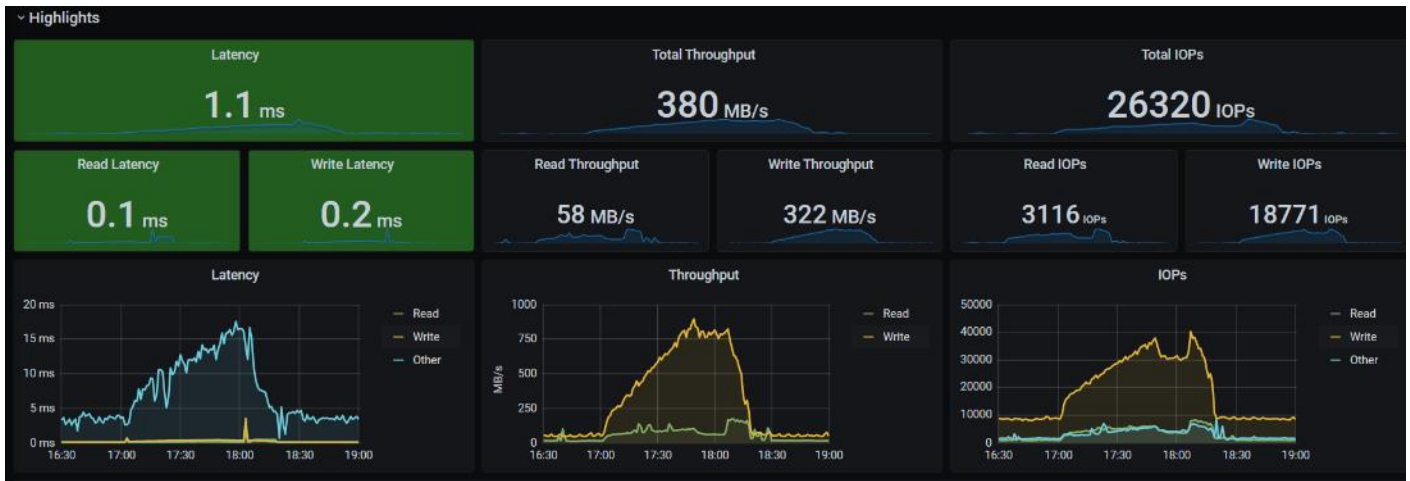 Highlights
Latency
1.1 ms
Total Throughput
380 MB/s
Total IOPs
26320 IOPs
Read Latency
0.1 ms
Write Latency
0.2 ms
Read Throughput
58 MB/s
Write Throughput
322 MB/s
Read IOPs
3116 IOPs
Write IOPs
18771 IOPs
Latency
20 ms
15 ms
10 ms
5 ms
0 ms
16:30 17:00 17:30 18:00 18:30 19:00
Read
Write
Other
Throughput
MB/s
1000
750
500
250
0
16:30 17:00 17:30 18:00 18:30 19:00
Read
Write
IOPs
50000
40000
30000
20000
10000
0
16:30 17:00 17:30 18:00 18:30 19:00
Read
Write
Other